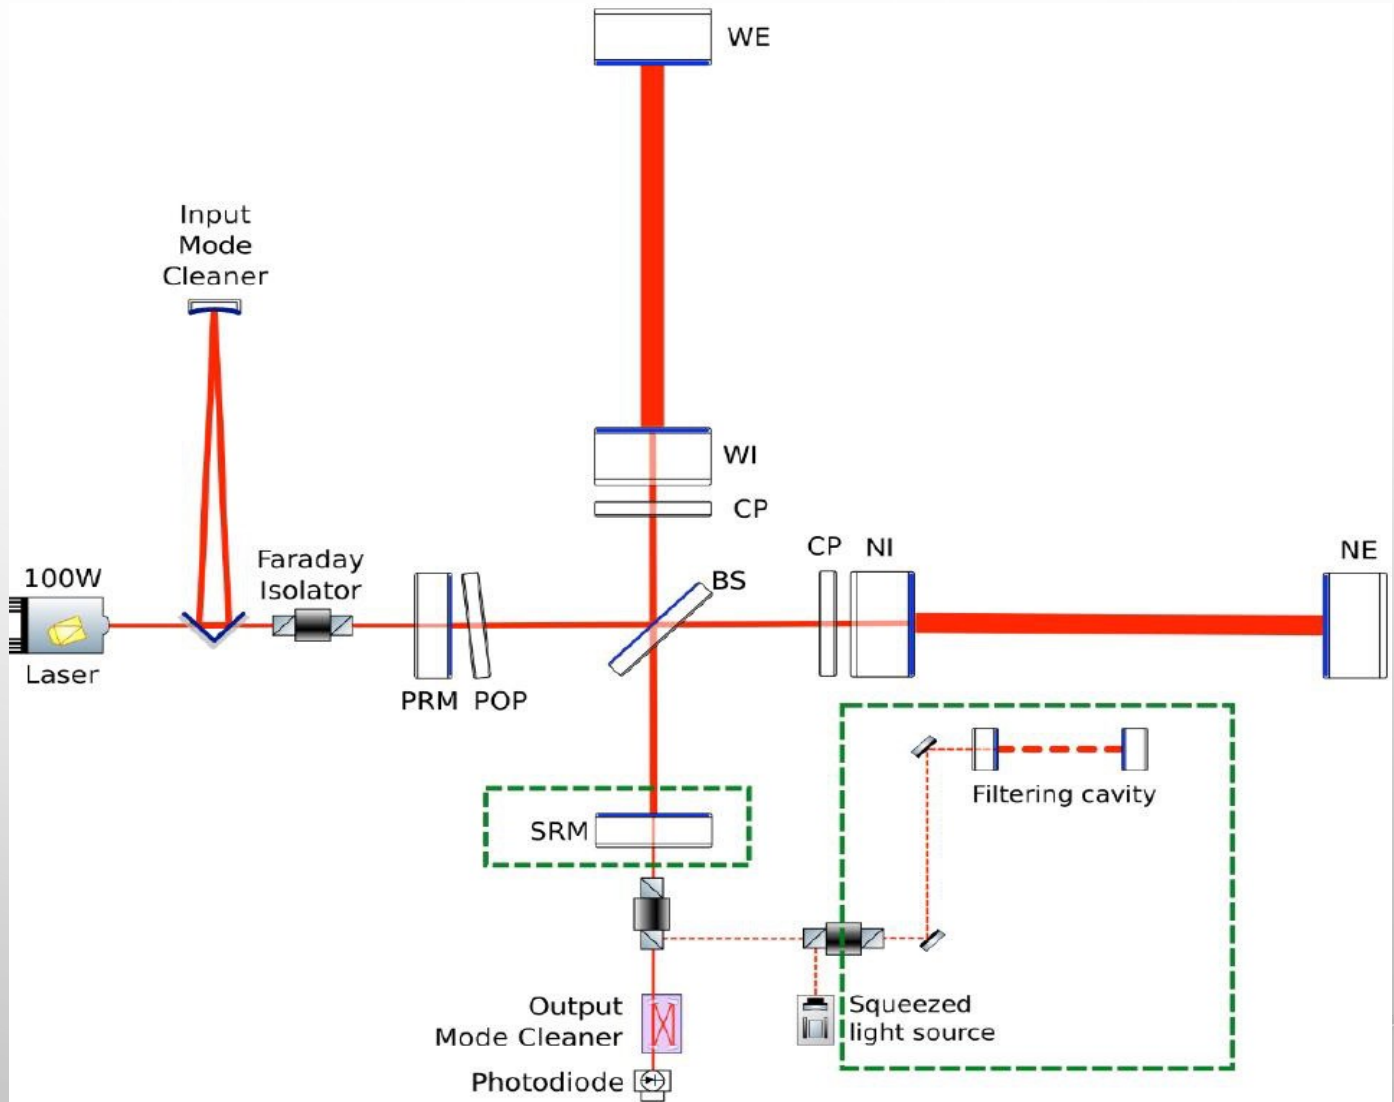 WE
Input
Mode
Cleaner
WI
CP
100W
Faraday
Isolator
BS
CP NI
NE
Laser
PRM POP
SRM
Filtering cavity
Output
Mode Cleaner
Squeezed
light source
Photodiode